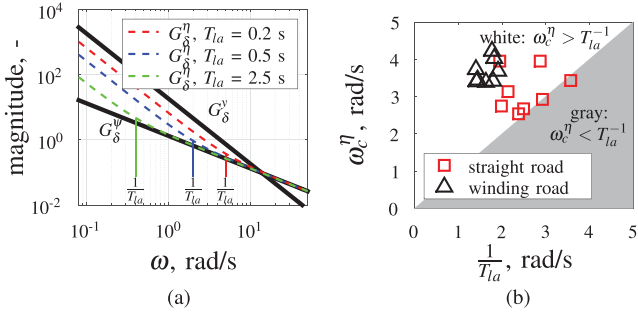 G_δ^η, T_la = 0.2 s
G_δ^η, T_la = 0.5 s
G_δ^η, T_la = 2.5 s
G_δ^y
G_δ^ψ
1/T_la
1/T_la
1/T_la
magnitude, -
10^4
10^2
10^0
10^-2
10^-1
10^0
10^1
ω, rad/s
(a)
white: ω_c^η > T_la^-1
gray:
ω_c^η < T_la^-1
straight road
winding road
ω_c^η, rad/s
5
4
3
2
1
0
0
1
2
3
4
5
1/T_la, rad/s
(b)